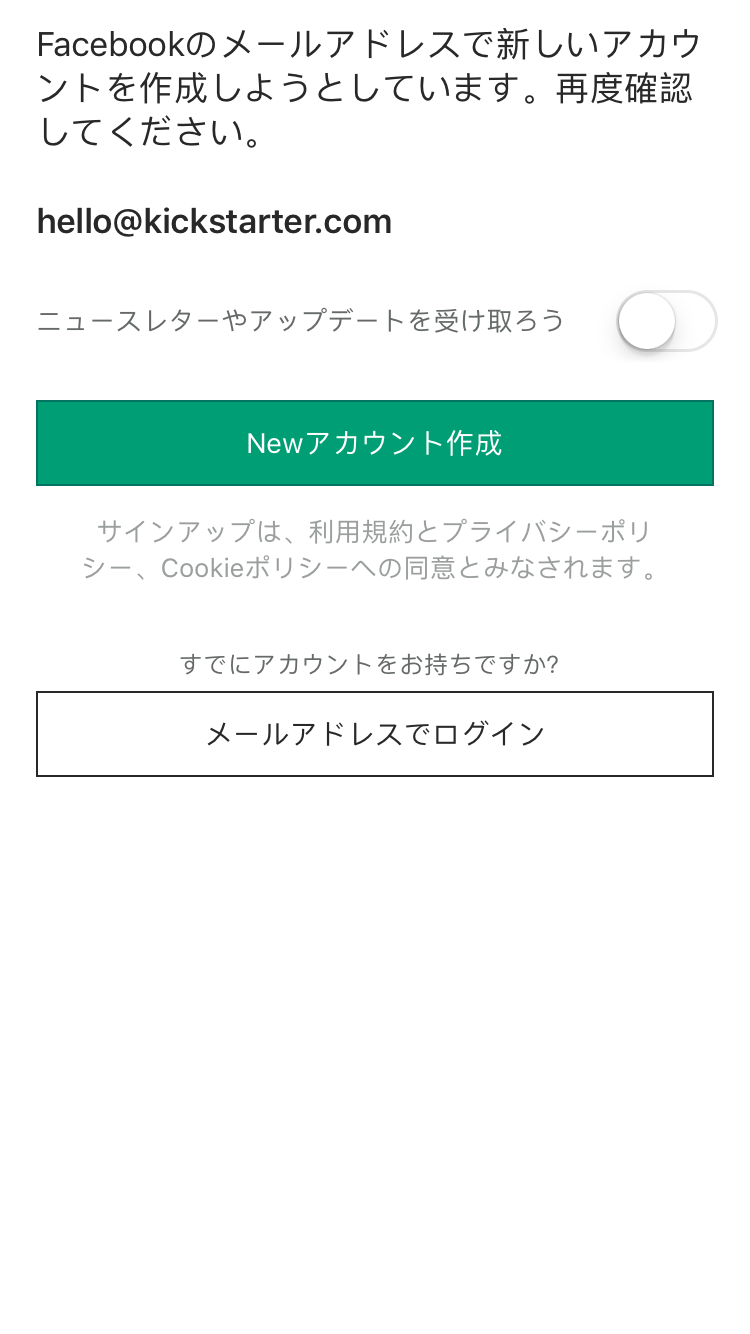 Facebookのメールアドレスで新しいアカウ
ントを作成しようとしています。再度確認
してください。
hello@kickstarter.com
ニュースレターやアップデートを受け取ろう
Newアカウント作成
サインアップは、利用規約とプライバシーポリ
シー、Cookieポリシーへの同意とみなされます。
すでにアカウントをお持ちですか?
メールアドレスでログイン